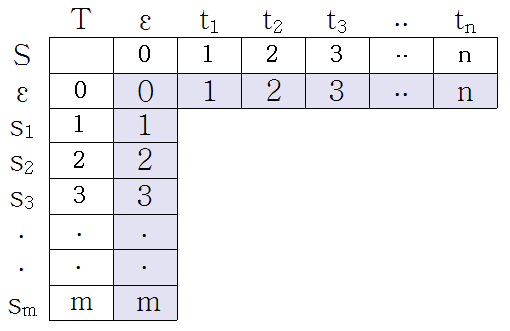 T ε t₁ t₂ t₃ .. tₙ
S 0 1 2 3 .. n
ε 0 0 1 2 3 .. n
s₁ 1 1
s₂ 2 2
s₃ 3 3
. . .
. . .
sₘ m m